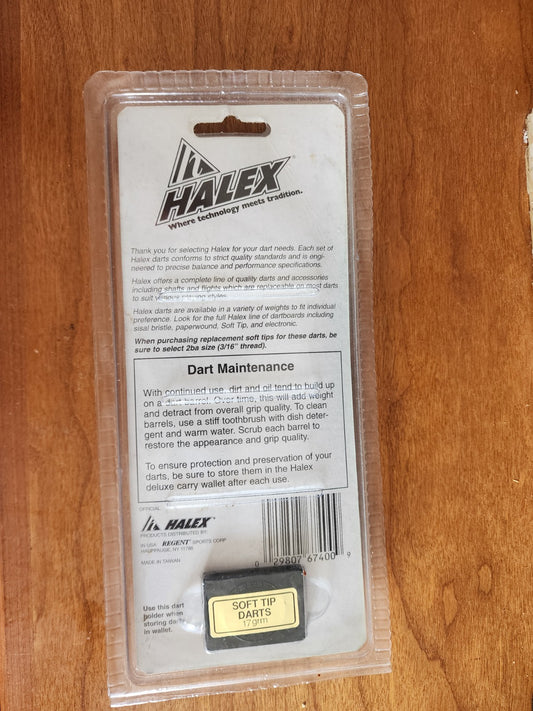 HALEX®
Where technology meets tradition.
Thank you for selecting Halex for your dart needs. Each set of
Halex darts conforms to strict quality standards and is engi-
neered to precise balance and performance specifications.
Halex offers a complete line of quality darts and accessories
including shafts and flights which are replaceable on most darts
to suit various playing styles.
Halex darts are available in a variety of weights to fit individual
preference. Look for the full Halex line of dartboards including
sisal bristle, paperwound, Soft Tip, and electronic.
When purchasing replacement soft tips for these darts, be
sure to select 2ba size (3/16" thread).
Dart Maintenance
With continued use, dirt and oil tend to build up
on a dart barrel. Over time, this will add weight
and detract from overall grip quality. To clean
barrels, use a stiff toothbrush with dish deter-
gent and warm water. Scrub each barrel to
restore the appearance and grip quality.
To ensure protection and preservation of your
darts, be sure to store them in the Halex
deluxe carry wallet after each use.
OFFICIAL
HALEX™
PRODUCTS DISTRIBUTED BY:
IN USA REGENT SPORTS CORP
HAUPPAUGE, NY 11788
MADE IN TAIWAN
0 29807 67400 9
Use this dart
holder when
storing darts
in wallet.
SOFT TIP
DARTS
17grm